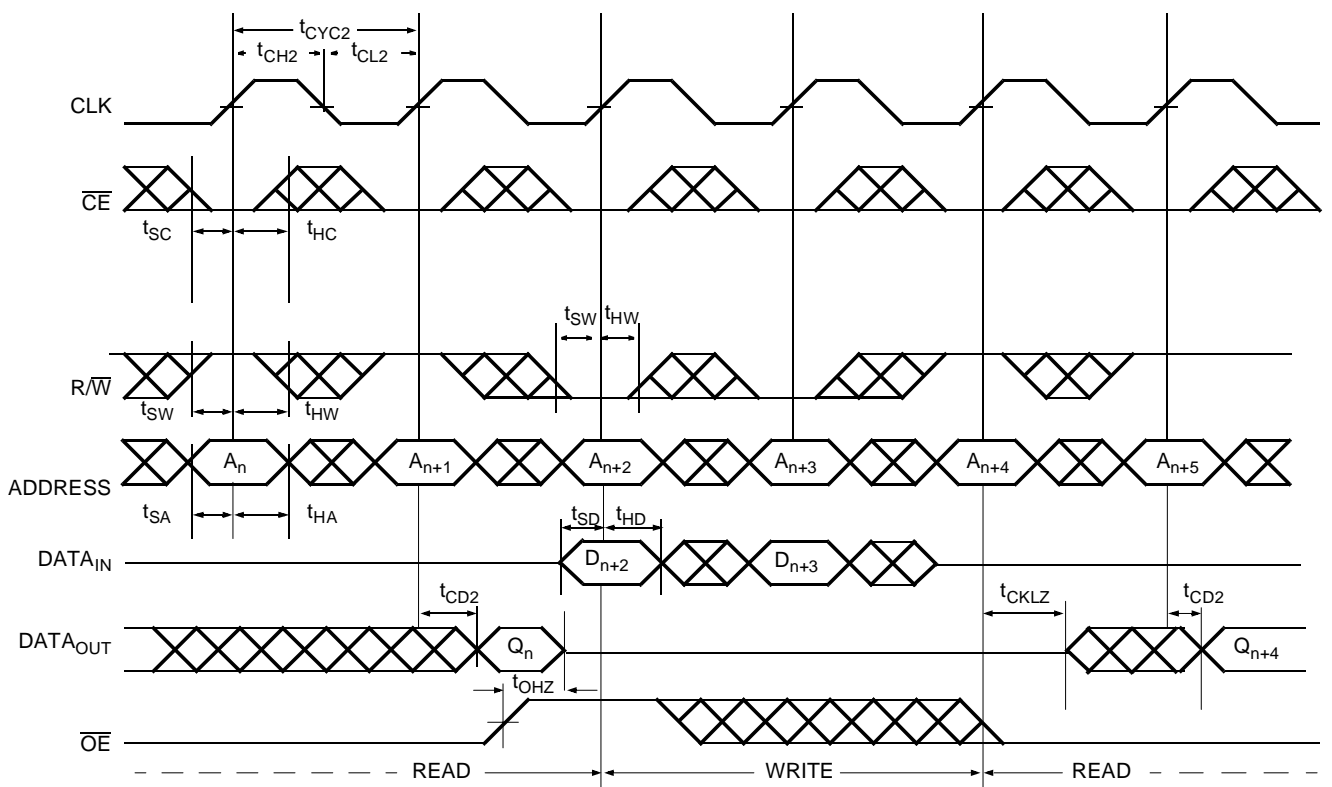 tCYC2
tCH2 tCL2
CLK
CE
tSC tHC
tSW tHW
R/W
tSW tHW
An An+1 An+2 An+3 An+4 An+5
ADDRESS
tSA tHA tSD tHD
DATAIN Dn+2 Dn+3
tCD2 tCKLZ tCD2
DATAOUT Qn Qn+4
tOHZ
OE
READ WRITE READ